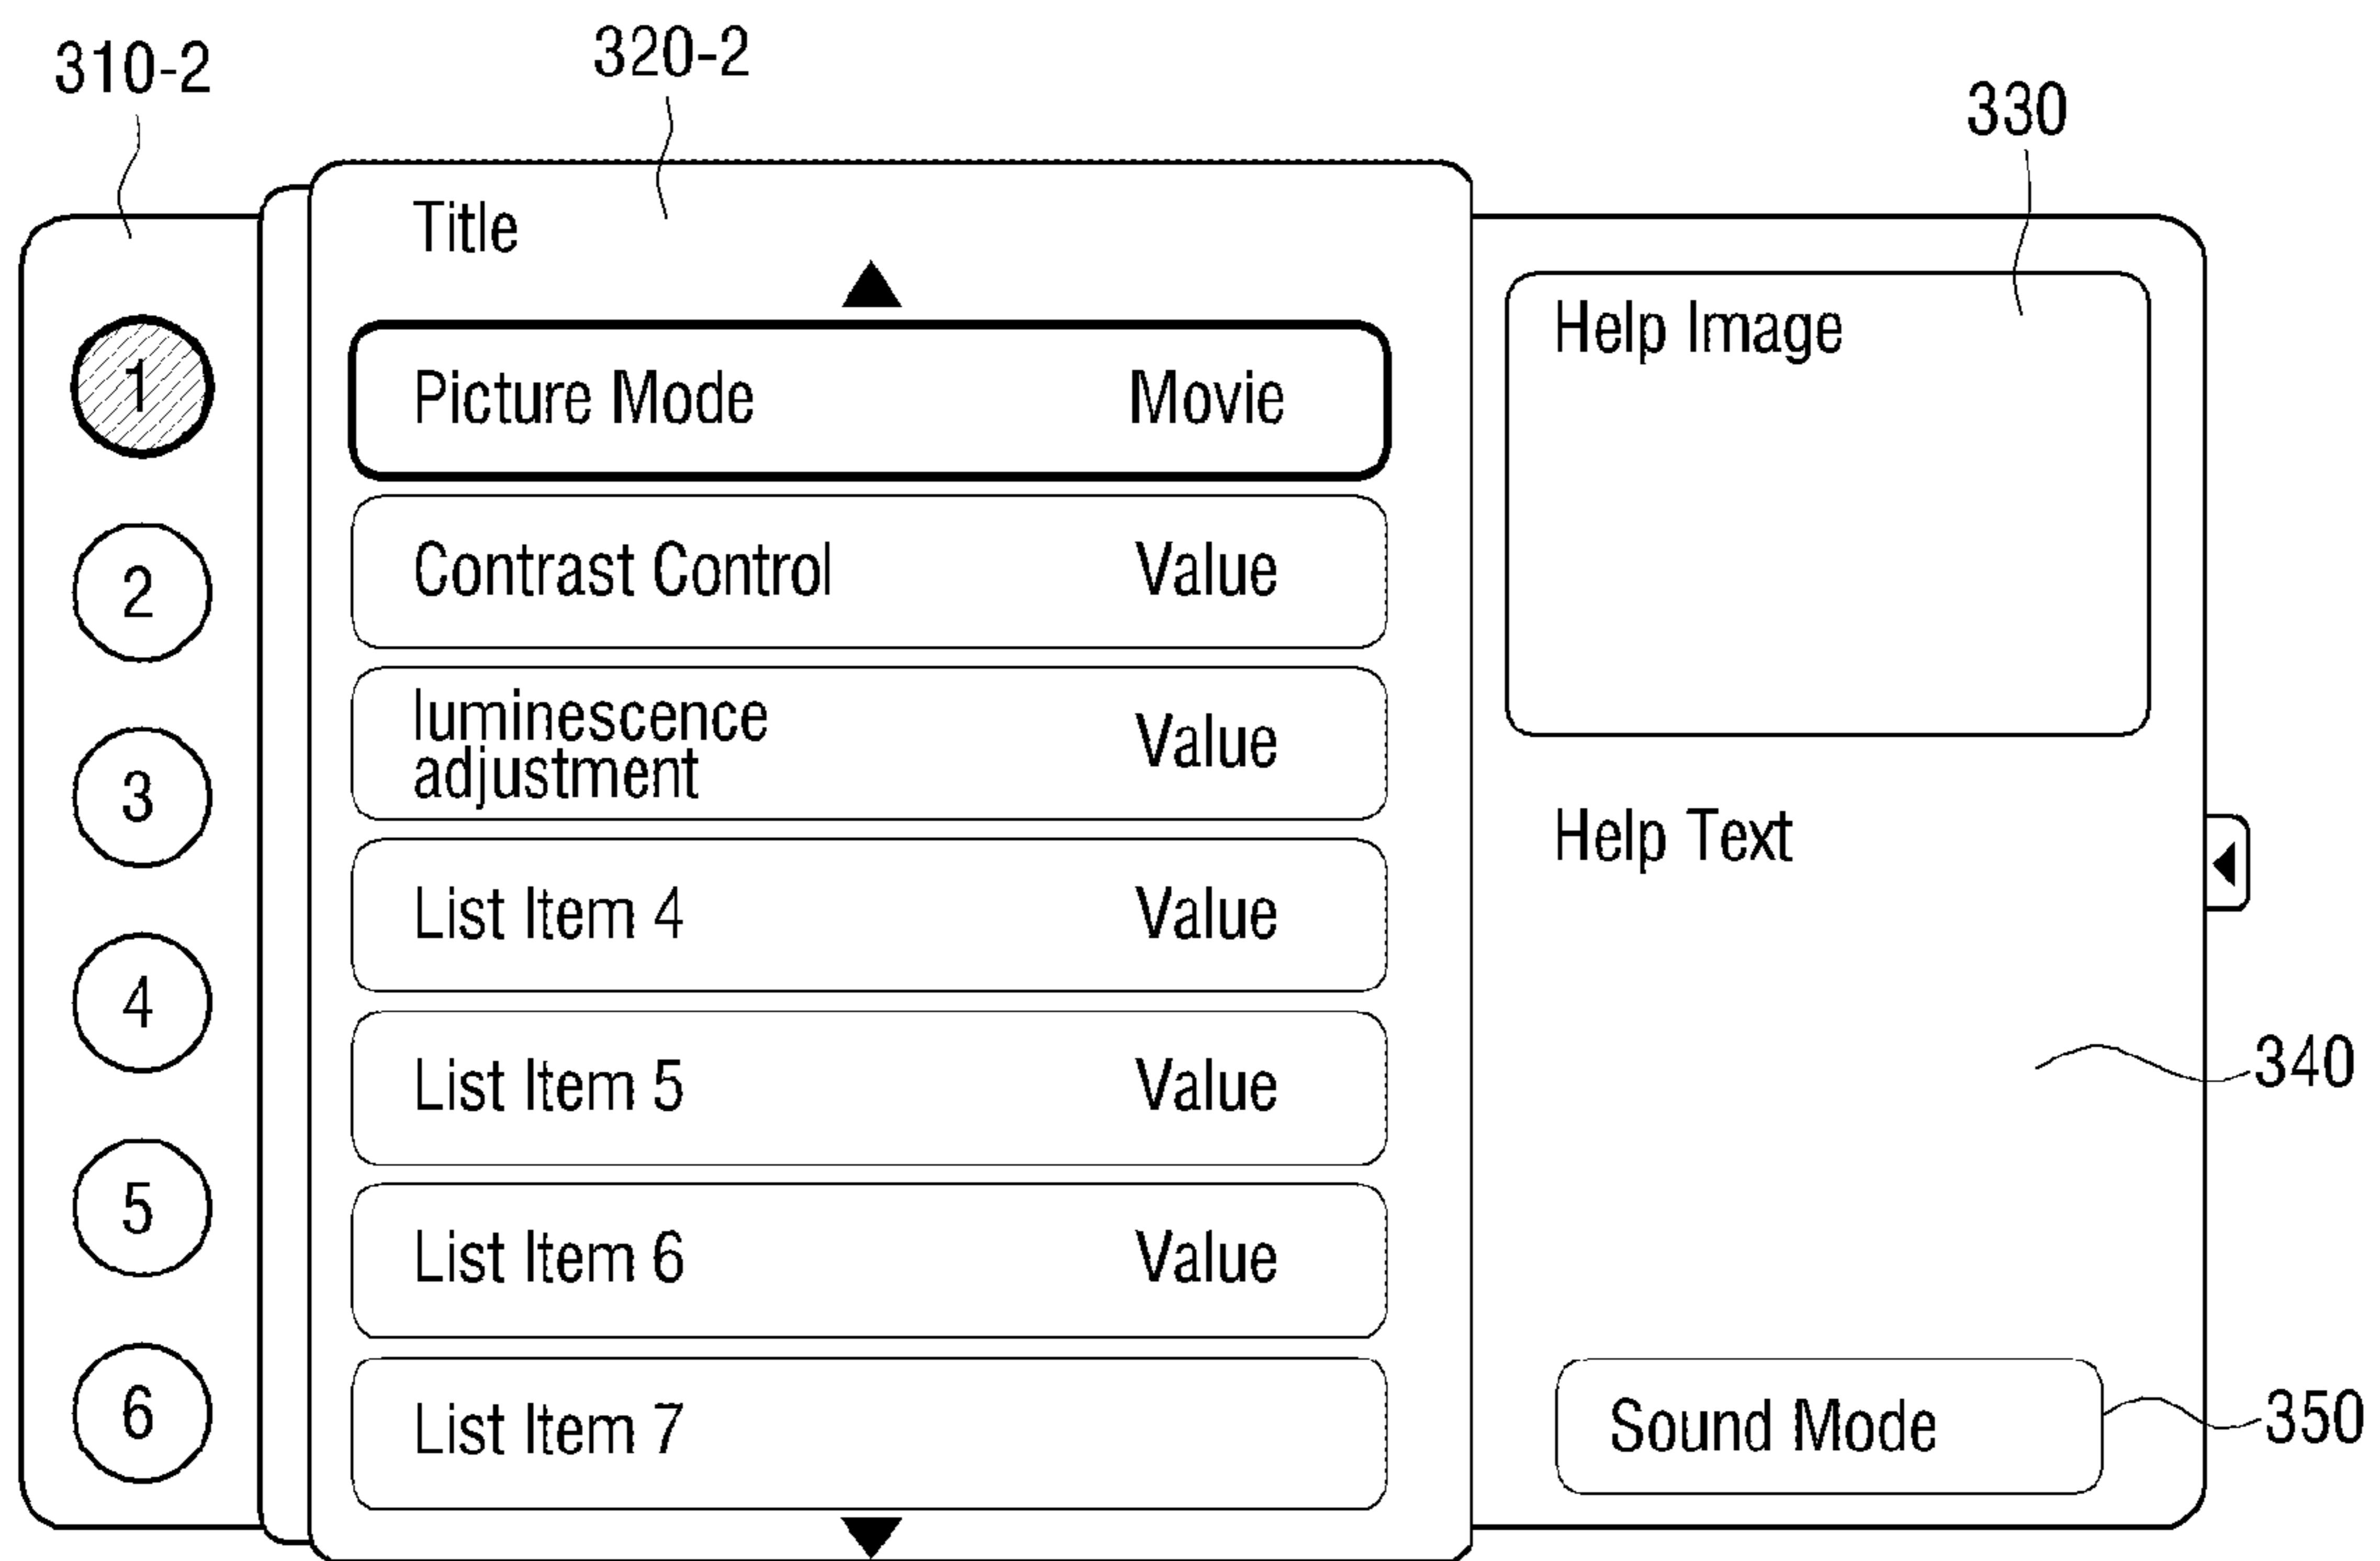 310-2
320-2
330
Title
1
2
3
4
5
6
Picture Mode Movie
Contrast Control Value
luminescence
adjustment
Value
List Item 4 Value
List Item 5 Value
List Item 6 Value
List Item 7
Help Image
Help Text
340
Sound Mode
350